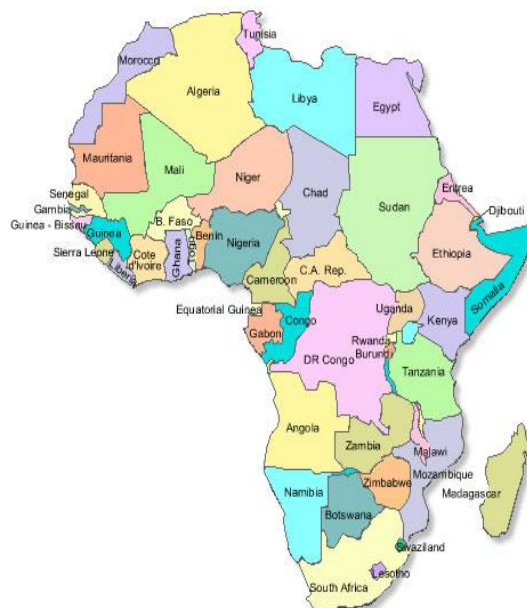 Tunisia
Morocco
Algeria
Libya
Egypt
Mauritania
Mali
Niger
Chad
Sudan
Eritrea
Senegal
Gambia
Guinea - Bissau
Guinea
B. Faso
Djibouti
Sierra Leone
Liberia
Cote
d'Ivoire
Ghana
Togo
Benin
Nigeria
Ethiopia
Cameroon
C.A. Rep.
Somalia
Equatorial Guinea
Gabon
Congo
DR Congo
Uganda
Kenya
Rwanda
Burundi
Tanzania
Angola
Zambia
Malawi
Mozambique
Madagascar
Namibia
Zimbabwe
Botswana
Swaziland
South Africa
Lesotho